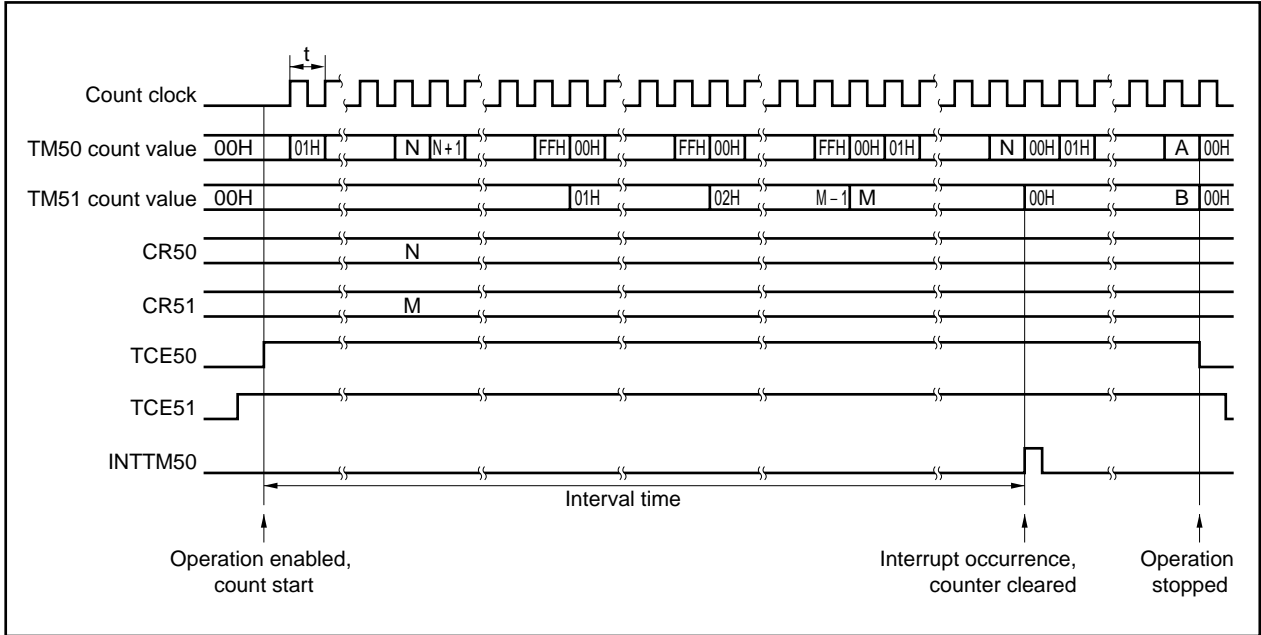 t
Count clock
TM50 count value 00H 01H N N + 1 FFH 00H FFH 00H FFH 00H 01H N 00H 01H A 00H
TM51 count value 00H 01H 02H M − 1 M 00H B 00H
CR50 N
CR51 M
TCE50
TCE51
INTTM50
Interval time
Operation enabled,
count start
Interrupt occurrence,
counter cleared
Operation
stopped